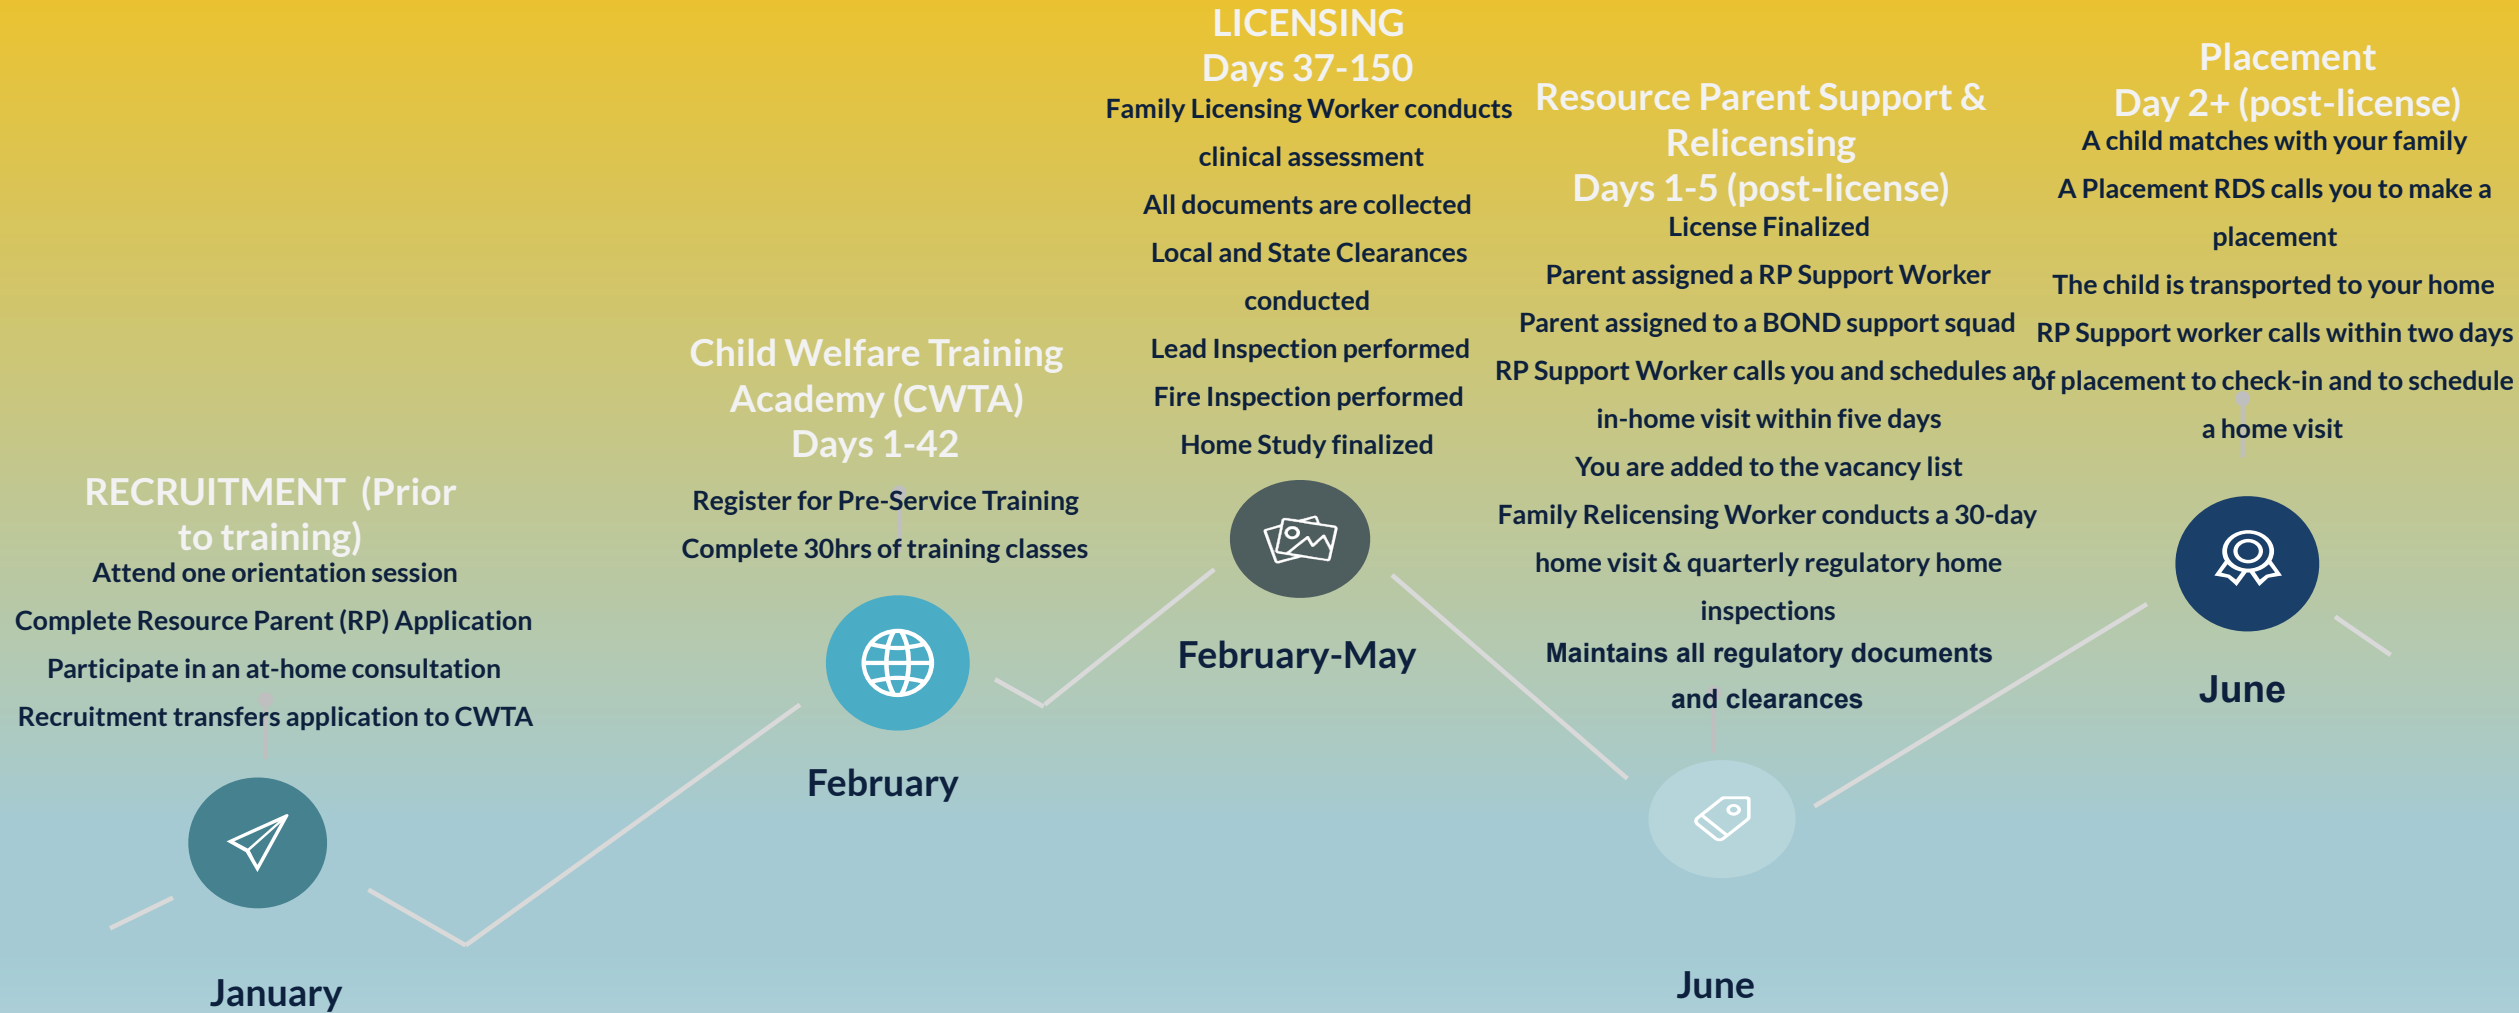 RECRUITMENT (Prior
to training)
Attend one orientation session
Complete Resource Parent (RP) Application
Participate in an at-home consultation
Recruitment transfers application to CWTA
January
Child Welfare Training
Academy (CWTA)
Days 1-42
Register for Pre-Service Training
Complete 30hrs of training classes
February
LICENSING
Days 37-150
Family Licensing Worker conducts
clinical assessment
All documents are collected
Local and State Clearances
conducted
Lead Inspection performed
Fire Inspection performed
Home Study finalized
February-May
Resource Parent Support &
Relicensing
Days 1-5 (post-license)
License Finalized
Parent assigned a RP Support Worker
Parent assigned to a BOND support squad
RP Support Worker calls you and schedules an
in-home visit within five days
You are added to the vacancy list
Family Relicensing Worker conducts a 30-day
home visit & quarterly regulatory home
inspections
Maintains all regulatory documents
and clearances
June
Placement
Day 2+ (post-license)
A child matches with your family
A Placement RDS calls you to make a
placement
The child is transported to your home
RP Support worker calls within two days
of placement to check-in and to schedule
a home visit
June